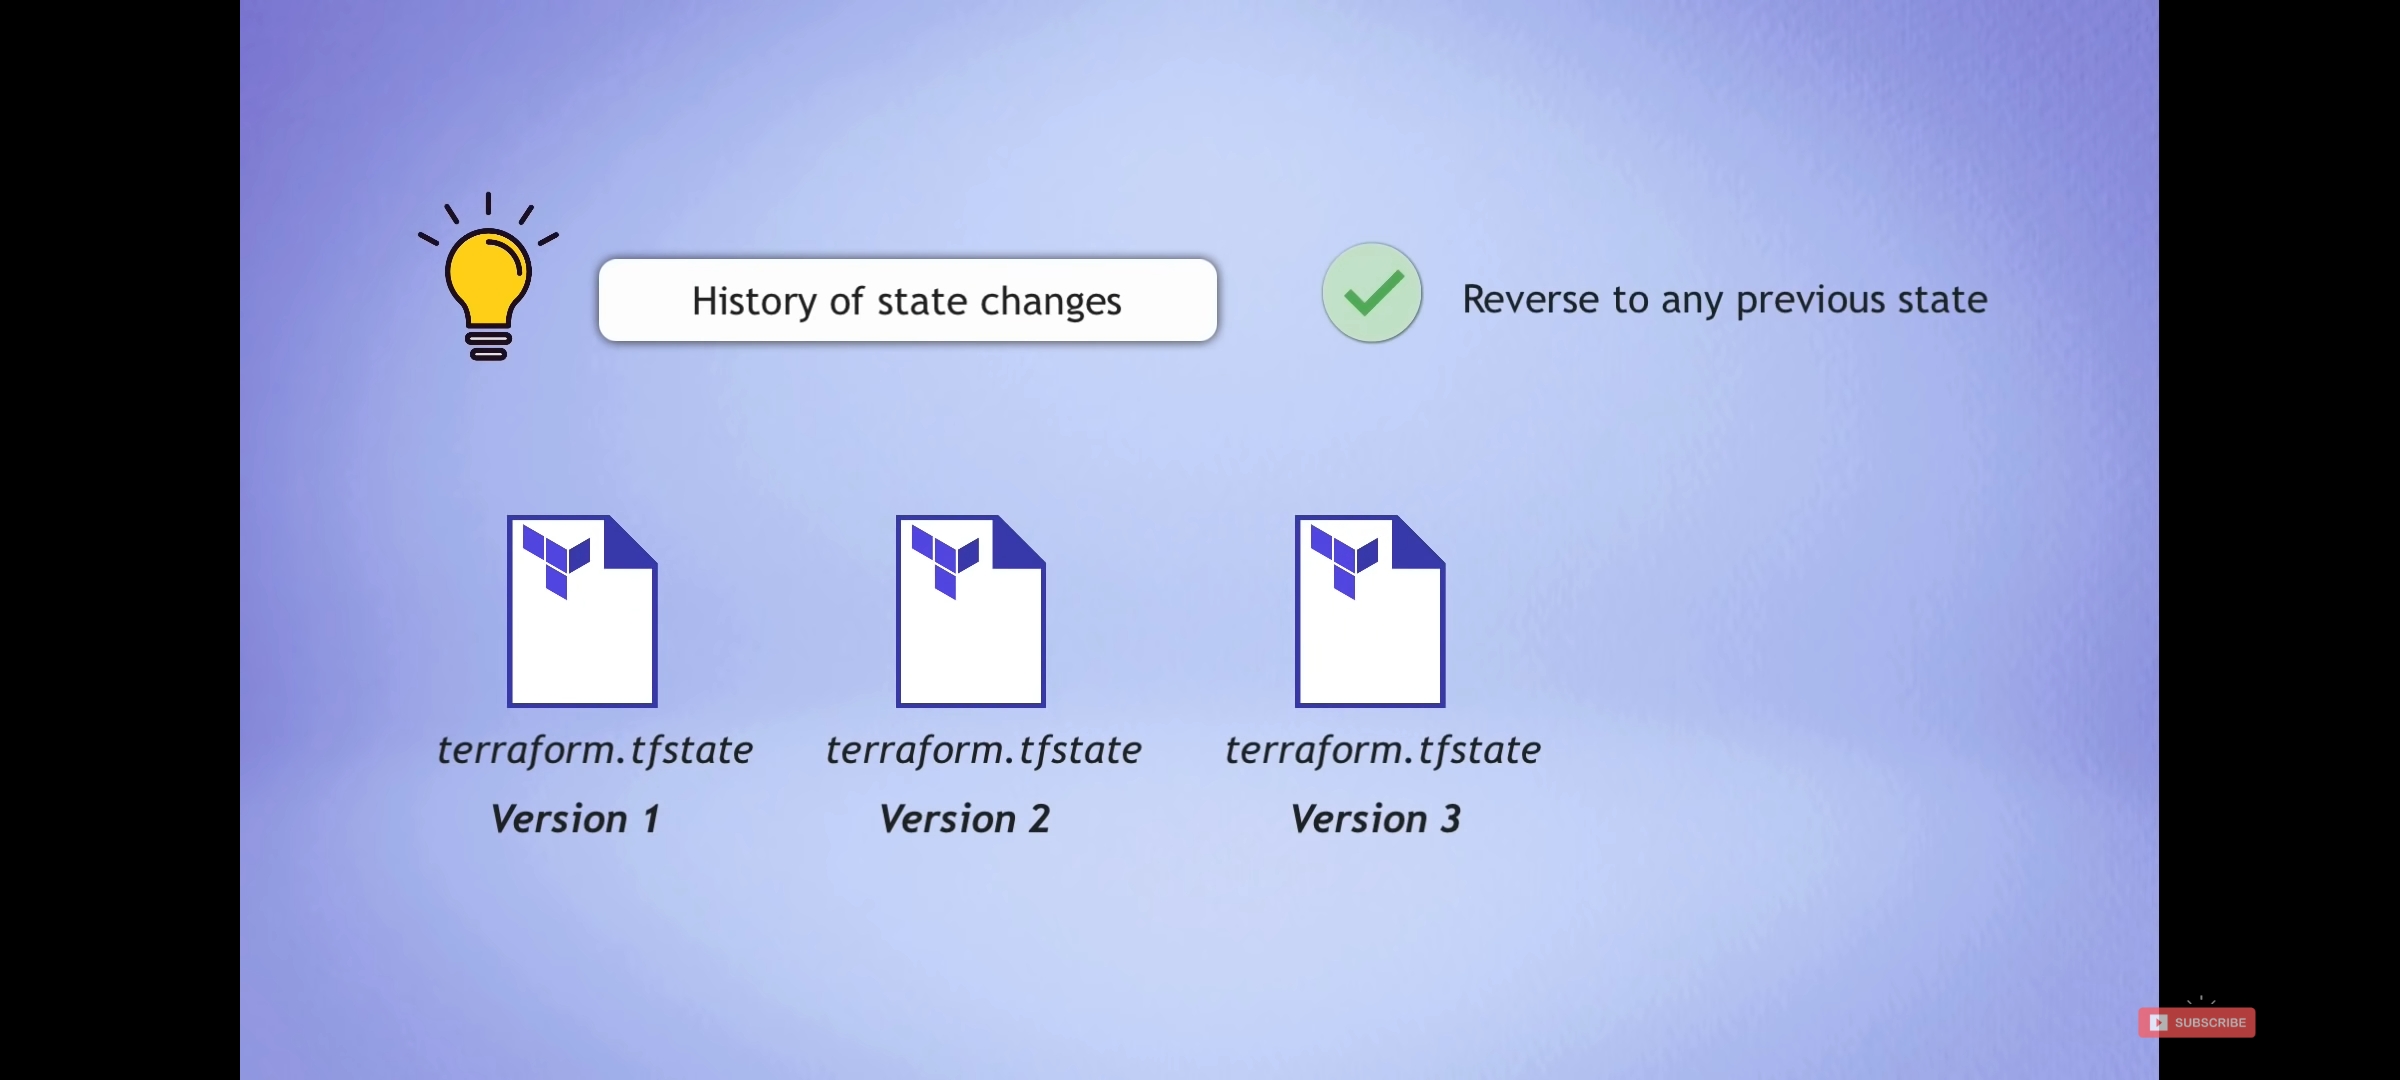 History of state changes
Reverse to any previous state
terraform.tfstate
terraform.tfstate
terraform.tfstate
Version 1
Version 2
Version 3
SUBSCRIBE